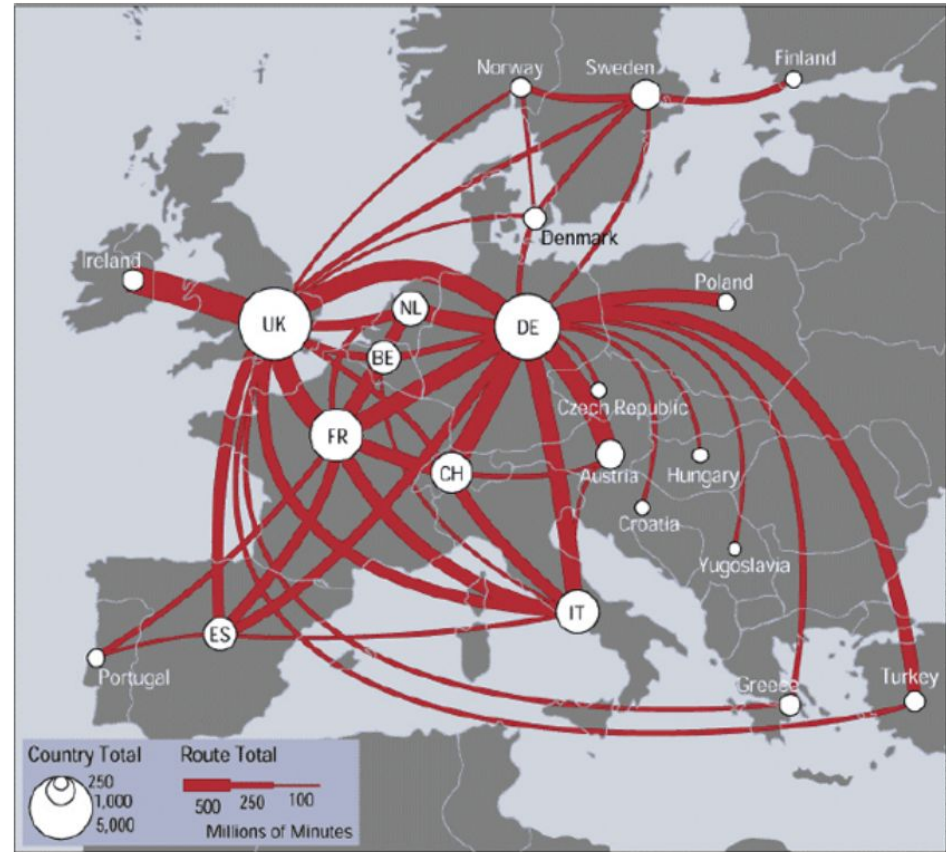 Norway
Sweden
Finland
Denmark
Ireland
Poland
UK
NL
DE
BE
Czech Republic
FR
CH
Austria
Hungary
Croatia
Yugoslavia
IT
ES
Portugal
Greece
Turkey
Country Total
250
1,000
5,000
Route Total
500 250 100
Millions of Minutes